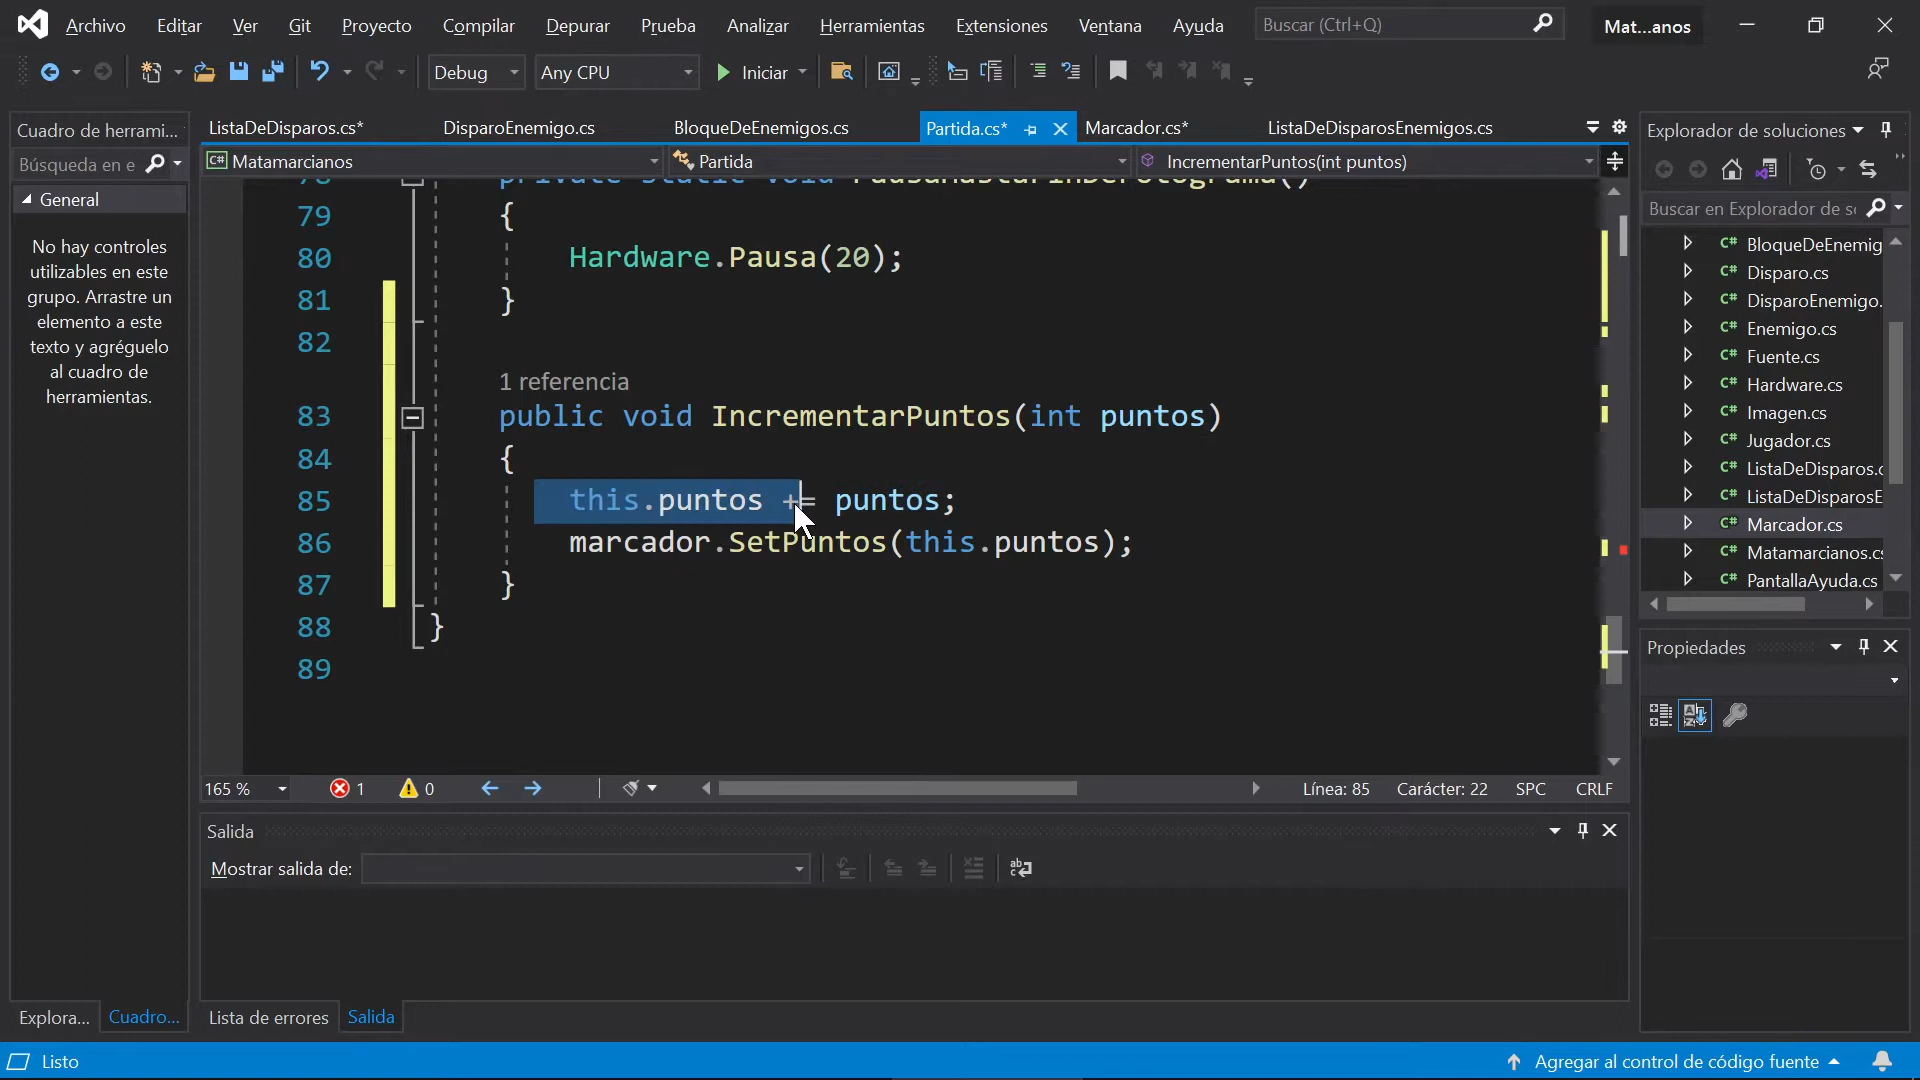 Archivo Editar Ver Git Proyecto Compilar Depurar Prueba Analizar Herramientas Extensiones Ventana Ayuda Buscar (Ctrl+Q) Mat...anos
Debug Any CPU Iniciar
Cuadro de herrami...
Búsqueda en e
General
No hay controles
utilizables en este
grupo. Arrastre un
elemento a este
texto y agréguelo
al cuadro de
herramientas.
ListaDeDisparos.cs* DisparoEnemigo.cs BloqueDeEnemigos.cs Partida.cs* Marcador.cs* ListaDeDisparosEnemigos.cs
Matamarcianos Partida IncrementarPuntos(int puntos)
78 private static void PausaHastaFinDeFotograma()
79 {
80 Hardware.Pausa(20);
81 }
82
1 referencia
83 public void IncrementarPuntos(int puntos)
84 {
85 this.puntos += puntos;
86 marcador.SetPuntos(this.puntos);
87 }
88 }
89
165 % 1 0 Línea: 85 Carácter: 22 SPC CRLF
Salida
Mostrar salida de:
Explorador de soluciones
Buscar en Explorador de so
C# BloqueDeEnemig
C# Disparo.cs
C# DisparoEnemigo.
C# Enemigo.cs
C# Fuente.cs
C# Hardware.cs
C# Imagen.cs
C# Jugador.cs
C# ListaDeDisparos.c
C# ListaDeDisparosE
C# Marcador.cs
C# Matamarcianos.cs
C# PantallaAyuda.cs
Propiedades
Explora... Cuadro... Lista de errores Salida
Listo Agregar al control de código fuente